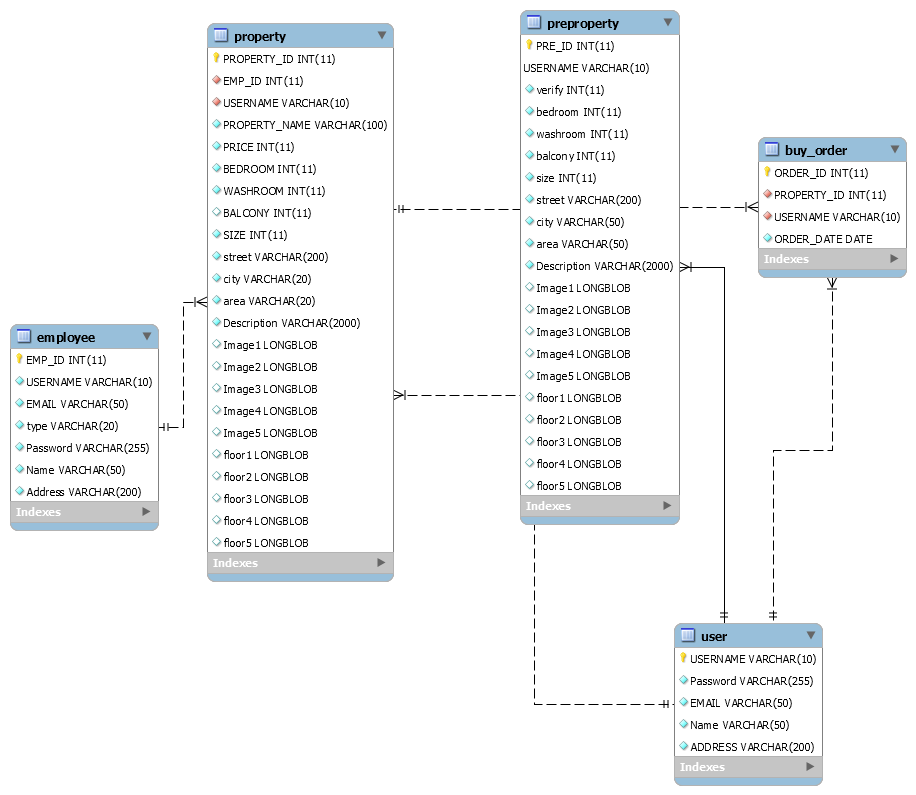 property
PROPERTY_ID INT(11)
EMP_ID INT(11)
USERNAME VARCHAR(10)
PROPERTY_NAME VARCHAR(100)
PRICE INT(11)
BEDROOM INT(11)
WASHROOM INT(11)
BALCONY INT(11)
SIZE INT(11)
street VARCHAR(200)
city VARCHAR(20)
area VARCHAR(20)
Description VARCHAR(2000)
Image1 LONGBLOB
Image2 LONGBLOB
Image3 LONGBLOB
Image4 LONGBLOB
Image5 LONGBLOB
floor1 LONGBLOB
floor2 LONGBLOB
floor3 LONGBLOB
floor4 LONGBLOB
floor5 LONGBLOB
Indexes
preproperty
PRE_ID INT(11)
USERNAME VARCHAR(10)
verify INT(11)
bedroom INT(11)
washroom INT(11)
balcony INT(11)
size INT(11)
street VARCHAR(200)
city VARCHAR(50)
area VARCHAR(50)
Description VARCHAR(2000)
Image1 LONGBLOB
Image2 LONGBLOB
Image3 LONGBLOB
Image4 LONGBLOB
Image5 LONGBLOB
floor1 LONGBLOB
floor2 LONGBLOB
floor3 LONGBLOB
floor4 LONGBLOB
floor5 LONGBLOB
Indexes
buy_order
ORDER_ID INT(11)
PROPERTY_ID INT(11)
USERNAME VARCHAR(10)
ORDER_DATE DATE
Indexes
employee
EMP_ID INT(11)
USERNAME VARCHAR(10)
EMAIL VARCHAR(50)
type VARCHAR(20)
Password VARCHAR(255)
Name VARCHAR(50)
Address VARCHAR(200)
Indexes
user
USERNAME VARCHAR(10)
Password VARCHAR(255)
EMAIL VARCHAR(50)
Name VARCHAR(50)
ADDRESS VARCHAR(200)
Indexes